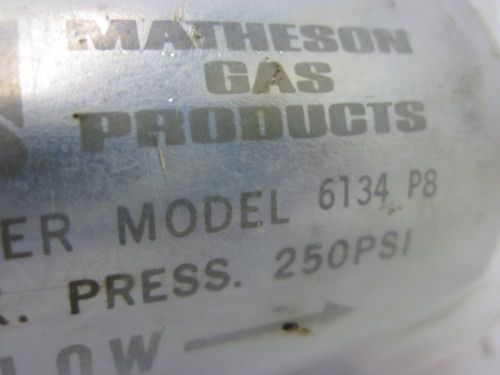 MATHESON
GAS
PRODUCTS
ER MODEL 6134 P8
. PRESS. 250PSI
LOW